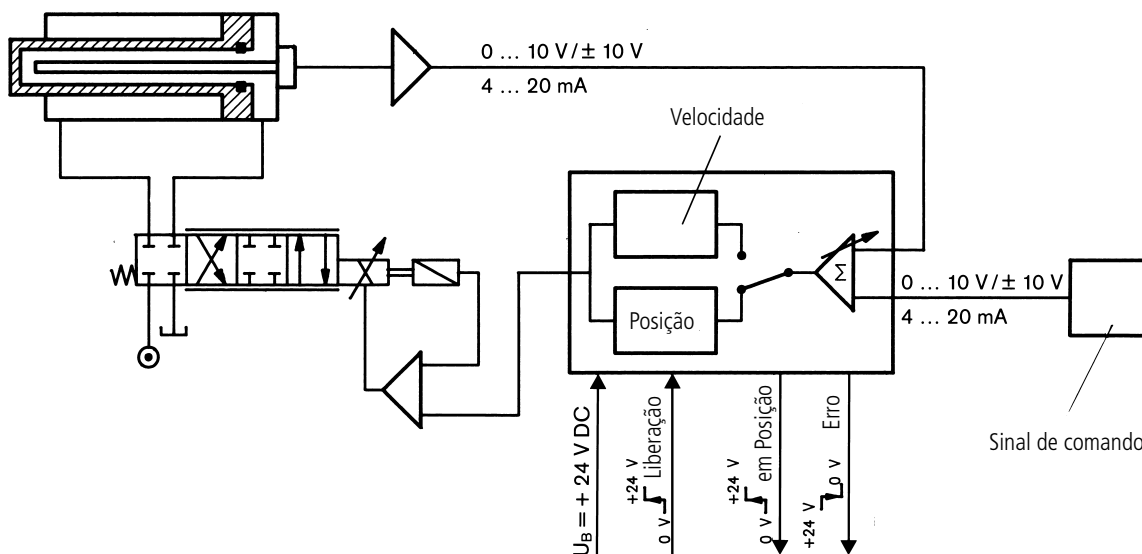 0 ... 10 V/± 10 V
4 ... 20 mA
Velocidade
Posição
Σ
0 ... 10 V/± 10 V
4 ... 20 mA
Sinal de comando
U_B = + 24 V DC
Liberação
0 V +24 V
em Posição
0 V +24 V
Erro
+24 V 0 V